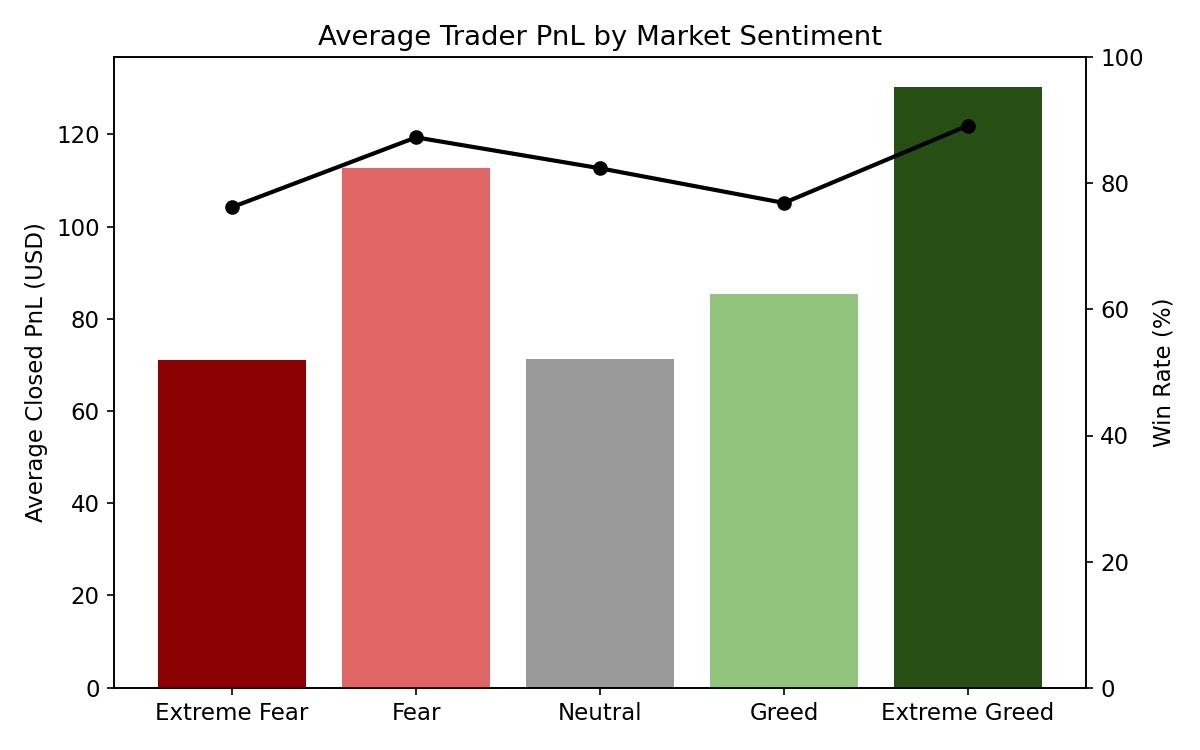 Average Trader PnL by Market Sentiment
Average Closed PnL (USD)
120
100
80
60
40
20
0
100
80
60
40
20
0
Win Rate (%)
Extreme Fear
Fear
Neutral
Greed
Extreme Greed